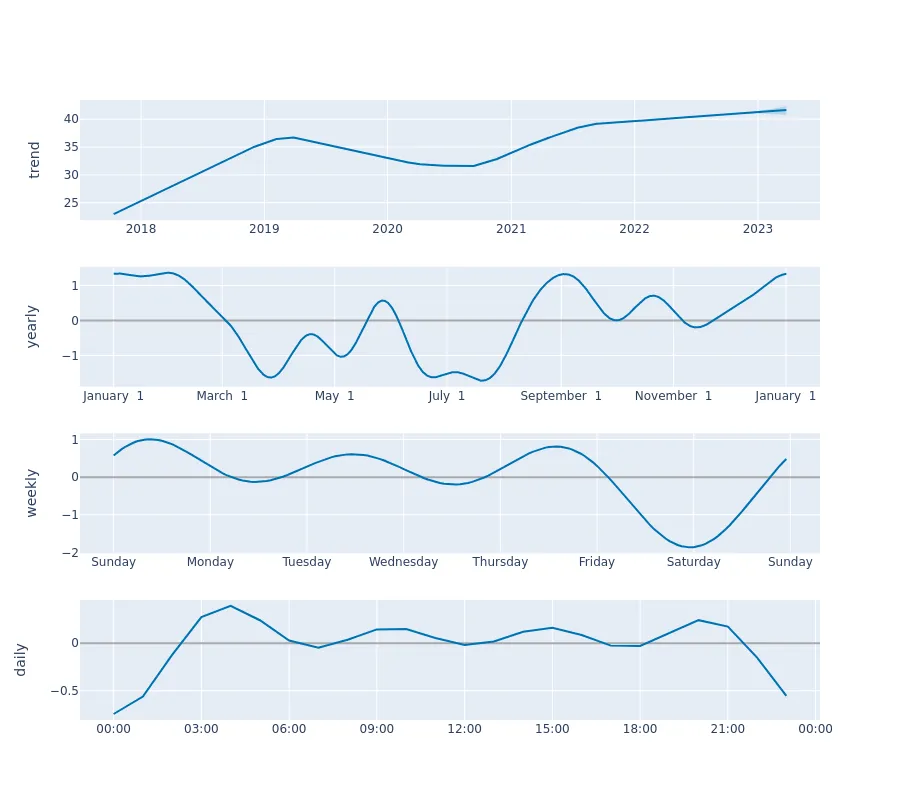 trend
40
35
30
25
2018 2019 2020 2021 2022 2023
yearly
1
0
−1
January 1 March 1 May 1 July 1 September 1 November 1 January 1
weekly
1
0
−1
−2
Sunday Monday Tuesday Wednesday Thursday Friday Saturday Sunday
daily
0
−0.5
00:00 03:00 06:00 09:00 12:00 15:00 18:00 21:00 00:00